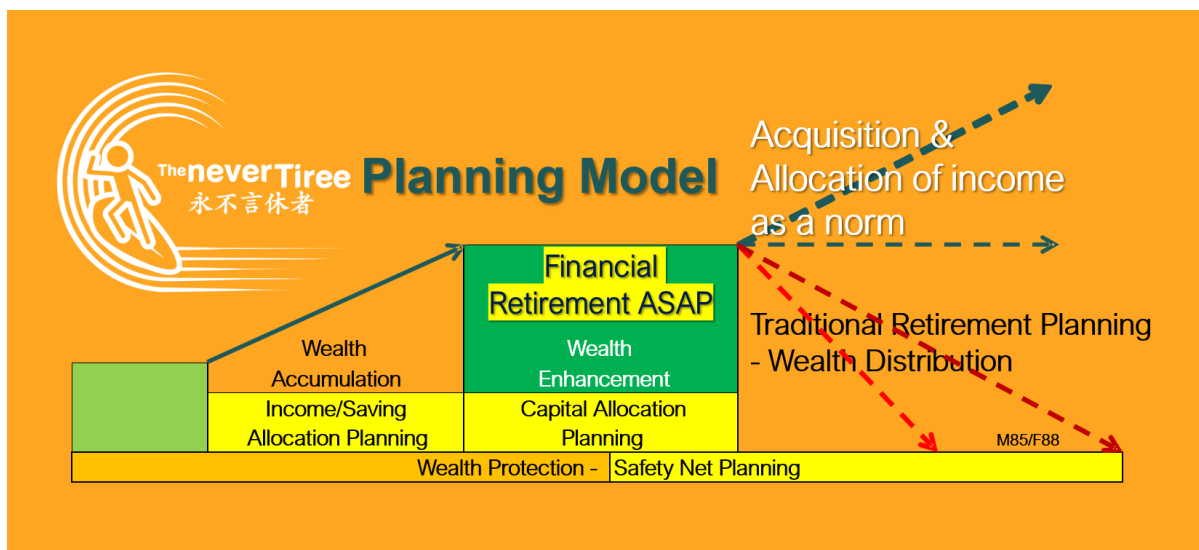 The neverTiree
永不言休者
Planning Model
Acquisition &
Allocation of income
as a norm
Financial
Retirement ASAP
Traditional Retirement Planning
- Wealth Distribution
Wealth
Accumulation
Wealth
Enhancement
Income/Saving
Allocation Planning
Capital Allocation
Planning
M85/F88
Wealth Protection - Safety Net Planning